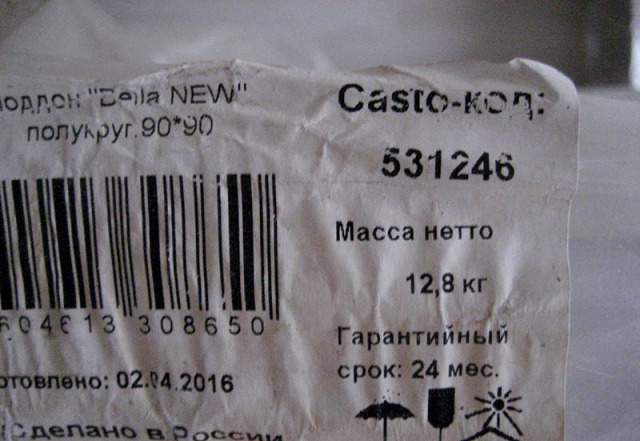 поддон "Bella NEW"
полукруг.90*90
Casto-код:
531246
Масса нетто
12,8 кг
604613 308650
Гарантийный
срок: 24 мес.
отовлено: 02.04.2016
Сделано в России